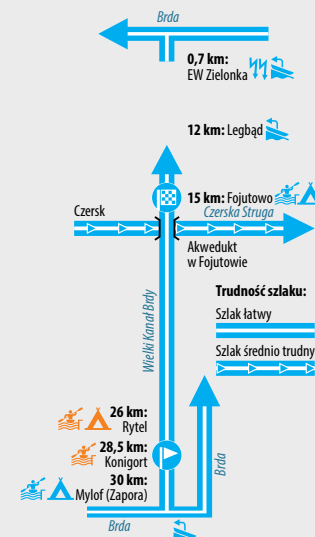 Brda
0,7 km:
EW Zielonka
12 km: Legbąd
15 km: Fojutowo
Czersk
Czerska Struga
Akwedukt
w Fojutowie
Wielki Kanał Brdy
Trudność szlaku:
Szlak łatwy
Szlak średnio trudny
26 km:
Rytel
28,5 km:
Konigort
30 km:
Mylof (Zapora)
Brda
Brda